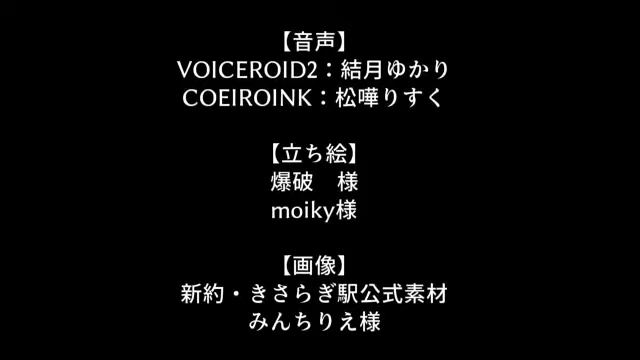 【音声】
VOICEROID2：結月ゆかり
COEIROINK：松嘩りすく
【立ち絵】
爆破　様
moiky様
【画像】
新約・きさらぎ駅公式素材
みんちりえ様